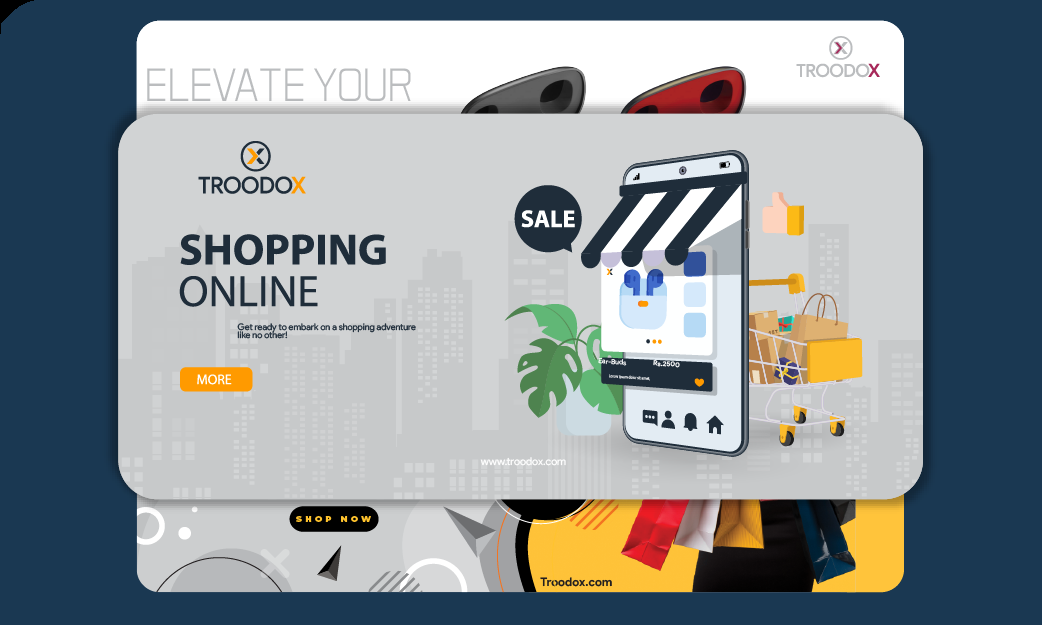 ELEVATE YOUR
TROODOX
TROODOX
SHOPPING
ONLINE
Get ready to embark on a shopping adventure
like no other!
MORE
SALE
Ear-Buds Rs.2500
www.troodox.com
SHOP NOW
Troodox.com